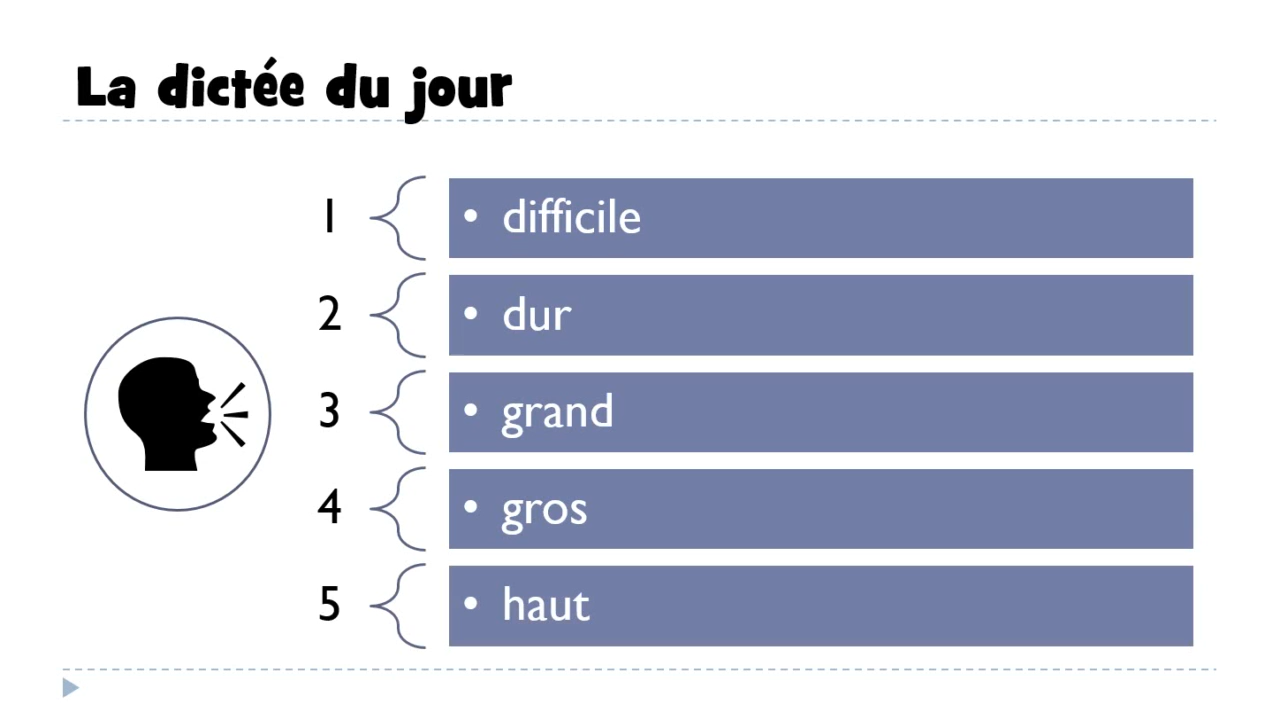 La dictée du jour
1 • difficile
2 • dur
3 • grand
4 • gros
5 • haut